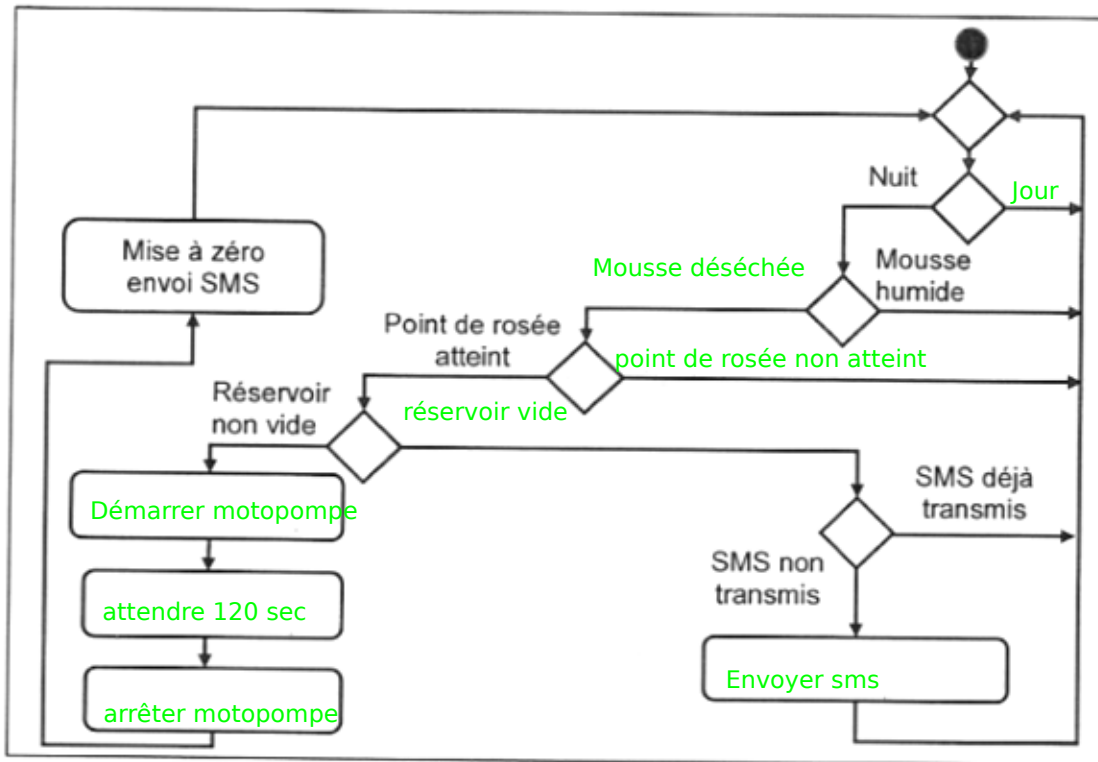 Nuit
Jour
Mise à zéro
envoi SMS
Mousse déséchée
Mousse
humide
Point de rosée
atteint
point de rosée non atteint
Réservoir
non vide
réservoir vide
Démarrer motopompe
SMS déjà
transmis
SMS non
transmis
attendre 120 sec
Envoyer sms
arrêter motopompe